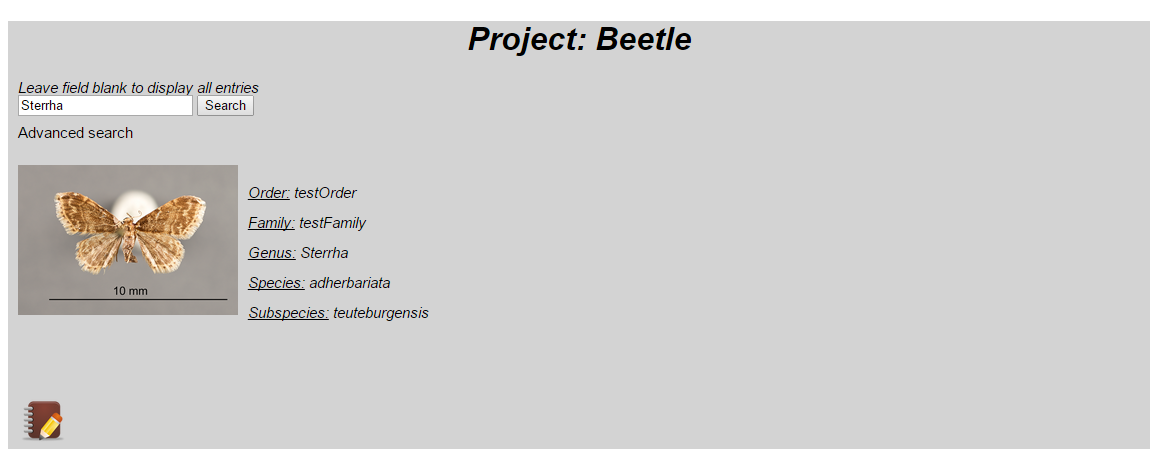 Project: Beetle
Leave field blank to display all entries
Sterrha Search
Advanced search
Order: testOrder
Family: testFamily
Genus: Sterrha
Species: adherbariata
Subspecies: teuteburgensis
10 mm